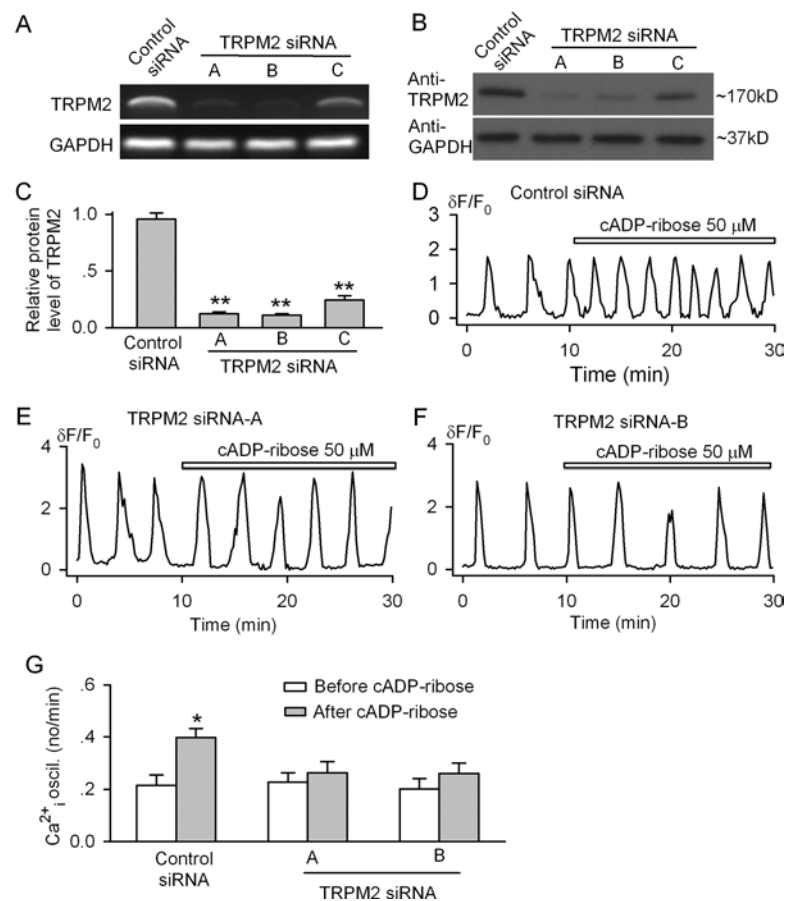 A
Control siRNA
TRPM2 siRNA
A B C
TRPM2
GAPDH
B
Control siRNA
TRPM2 siRNA
A B C
Anti-TRPM2
~170kD
Anti-GAPDH
~37kD
C
Relative protein level of TRPM2
1.0
.5
0.0
** ** **
Control siRNA
A B C
TRPM2 siRNA
D
Control siRNA
δF/F0
cADP-ribose 50 μM
3
2
1
0
0 10 20 30
Time (min)
E
TRPM2 siRNA-A
δF/F0
cADP-ribose 50 μM
4
2
0
0 10 20 30
Time (min)
F
TRPM2 siRNA-B
δF/F0
cADP-ribose 50 μM
4
2
0
0 10 20 30
Time (min)
G
Ca2+i oscil. (no/min)
.6
.4
.2
0.0
Before cADP-ribose
After cADP-ribose
*
Control siRNA
A B
TRPM2 siRNA